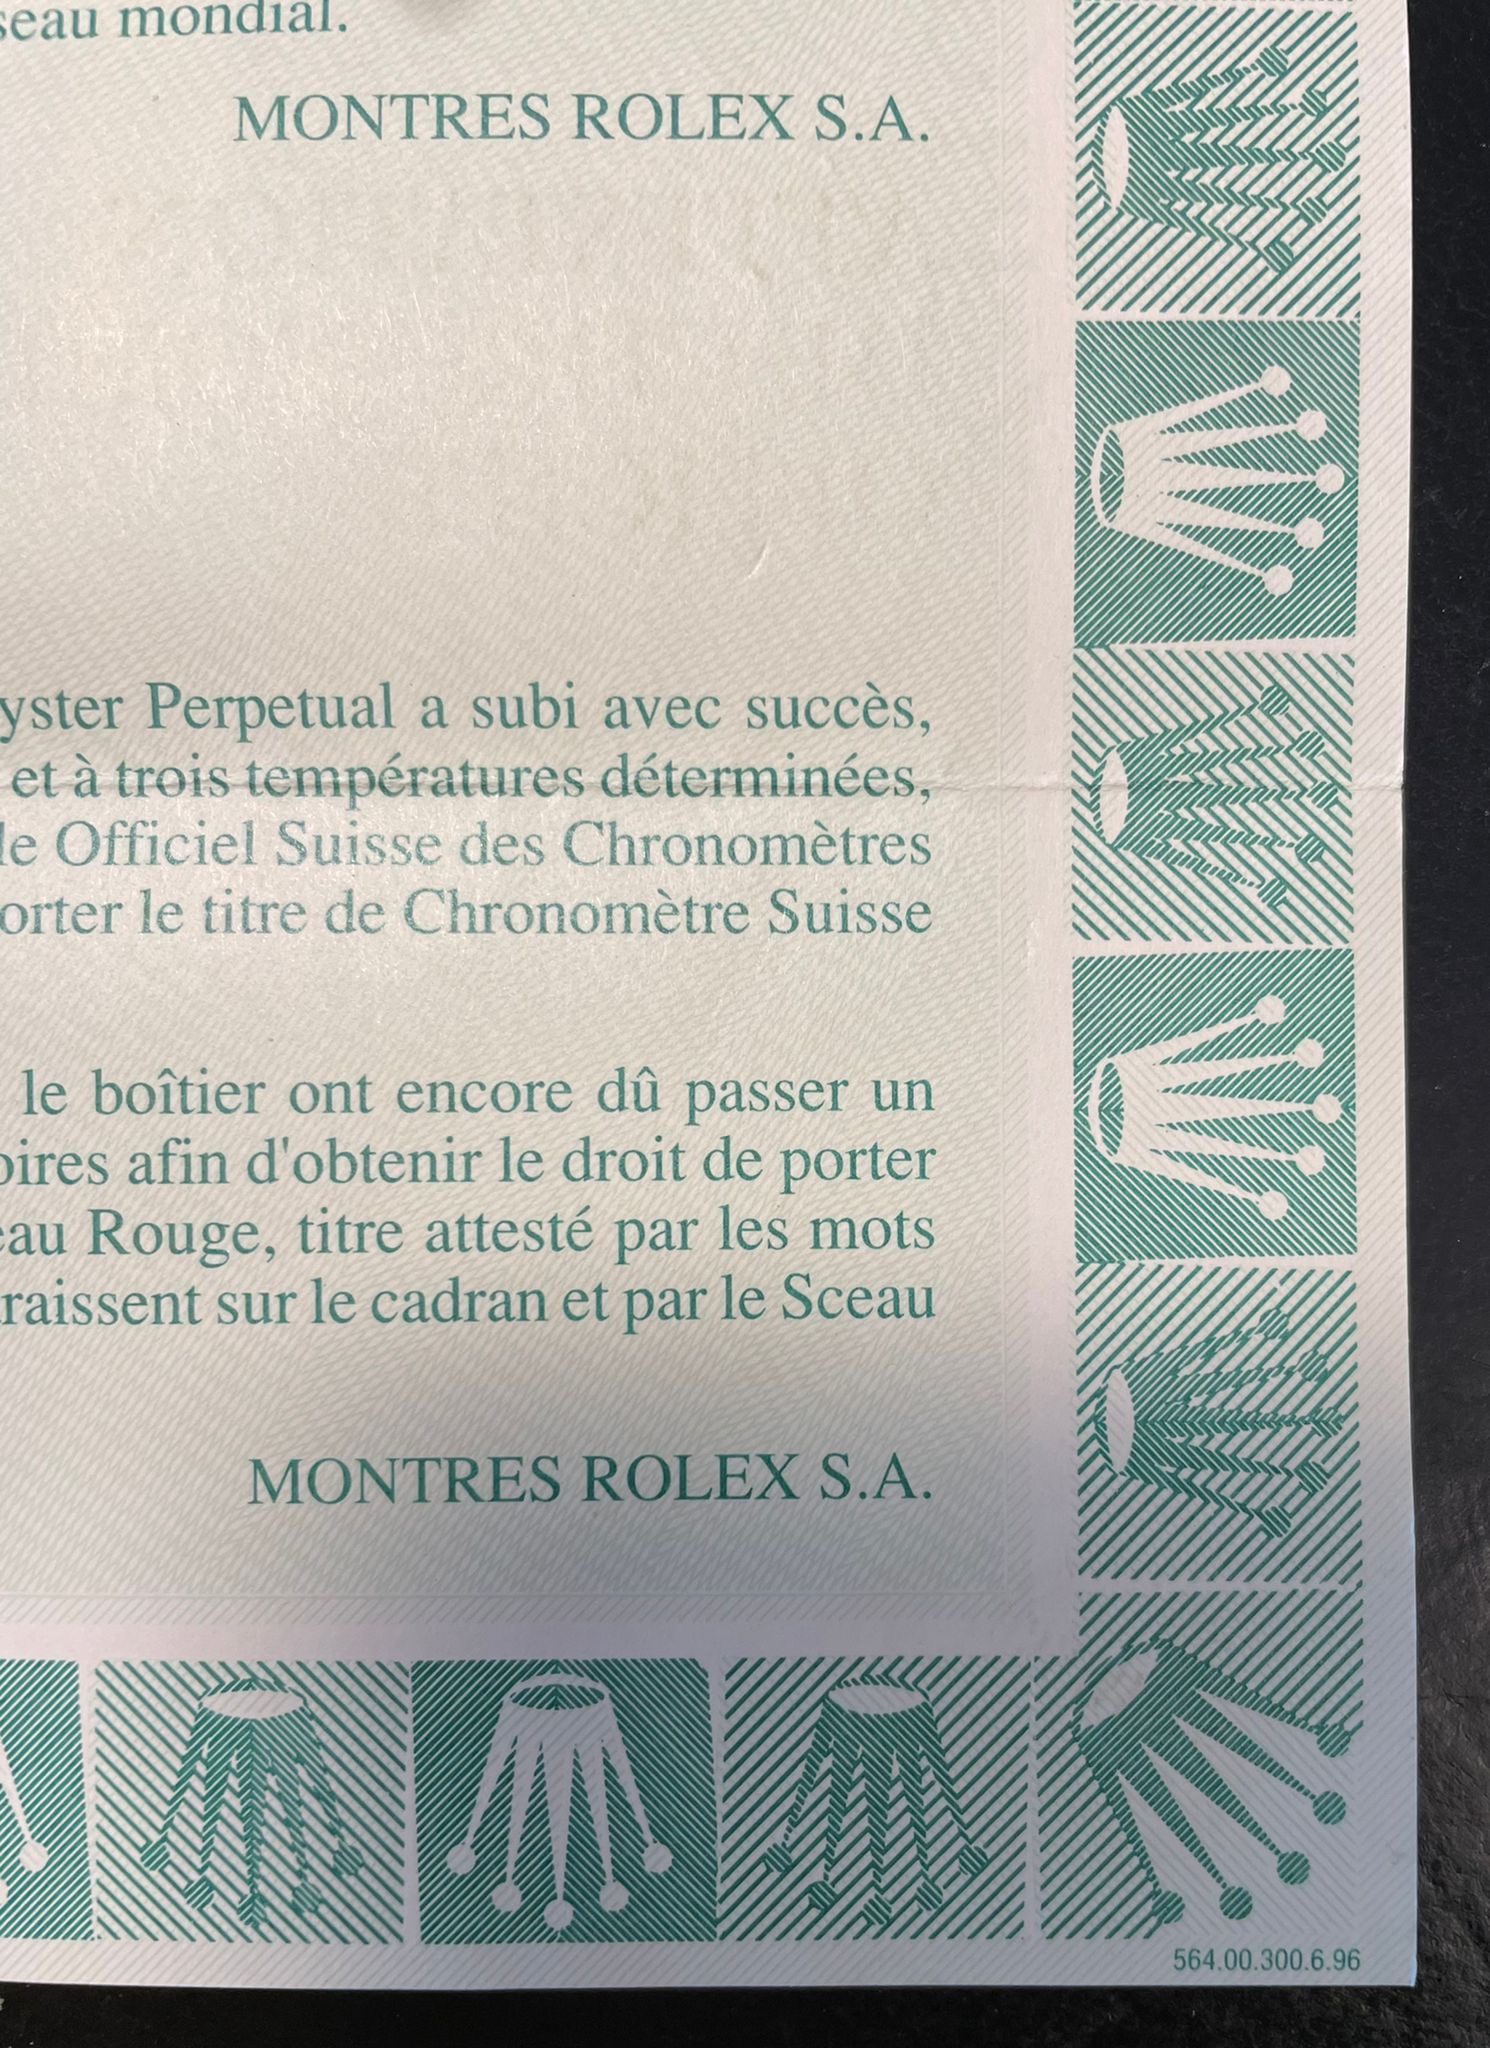 seau mondial.
MONTRES ROLEX S.A.
yster Perpetual a subi avec succès,
et à trois températures déterminées,
le Officiel Suisse des Chronomètres
orter le titre de Chronomètre Suisse
le boîtier ont encore dû passer un
oires afin d'obtenir le droit de porter
eau Rouge, titre attesté par les mots
raissent sur le cadran et par le Sceau
MONTRES ROLEX S.A.
564.00.300.6.96